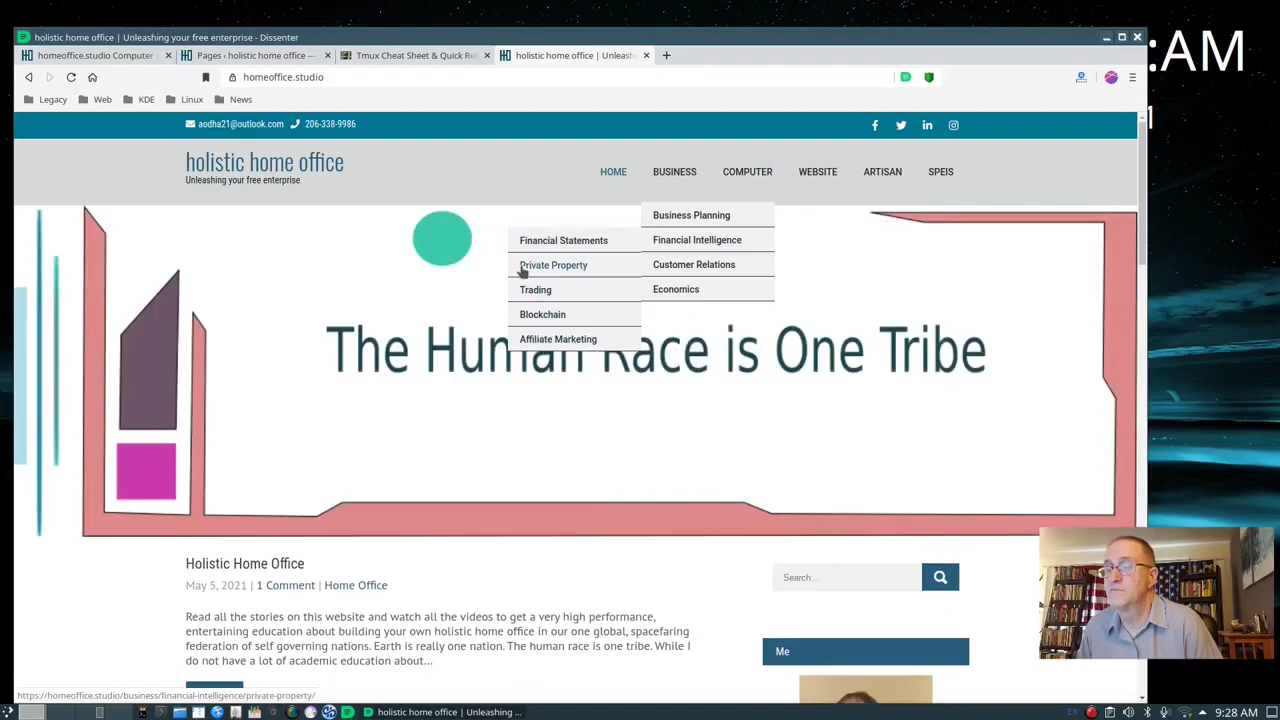 holistic home office | Unleashing your free enterprise - Dissenter
:AM
homeoffice.studio Computer
Pages ‹ holistic home office —
Tmux Cheat Sheet & Quick Re
holistic home office | Unleash
homeoffice.studio
Legacy
Web
KDE
Linux
News
aodha21@outlook.com
206-338-9986
holistic home office
Unleashing your free enterprise
HOME
BUSINESS
COMPUTER
WEBSITE
ARTISAN
SPEIS
Business Planning
Financial Intelligence
Customer Relations
Economics
Financial Statements
Private Property
Trading
Blockchain
Affiliate Marketing
The Human Race is One Tribe
Holistic Home Office
May 5, 2021 | 1 Comment | Home Office
Read all the stories on this website and watch all the videos to get a very high performance,
entertaining education about building your own holistic home office in our one global, spacefaring
federation of self governing nations. Earth is really one nation. The human race is one tribe. While I
do not have a lot of academic education about...
Search...
Me
https://homeoffice.studio/business/financial-intelligence/private-property/
holistic home office | Unleashing ...
EN
9:28 AM